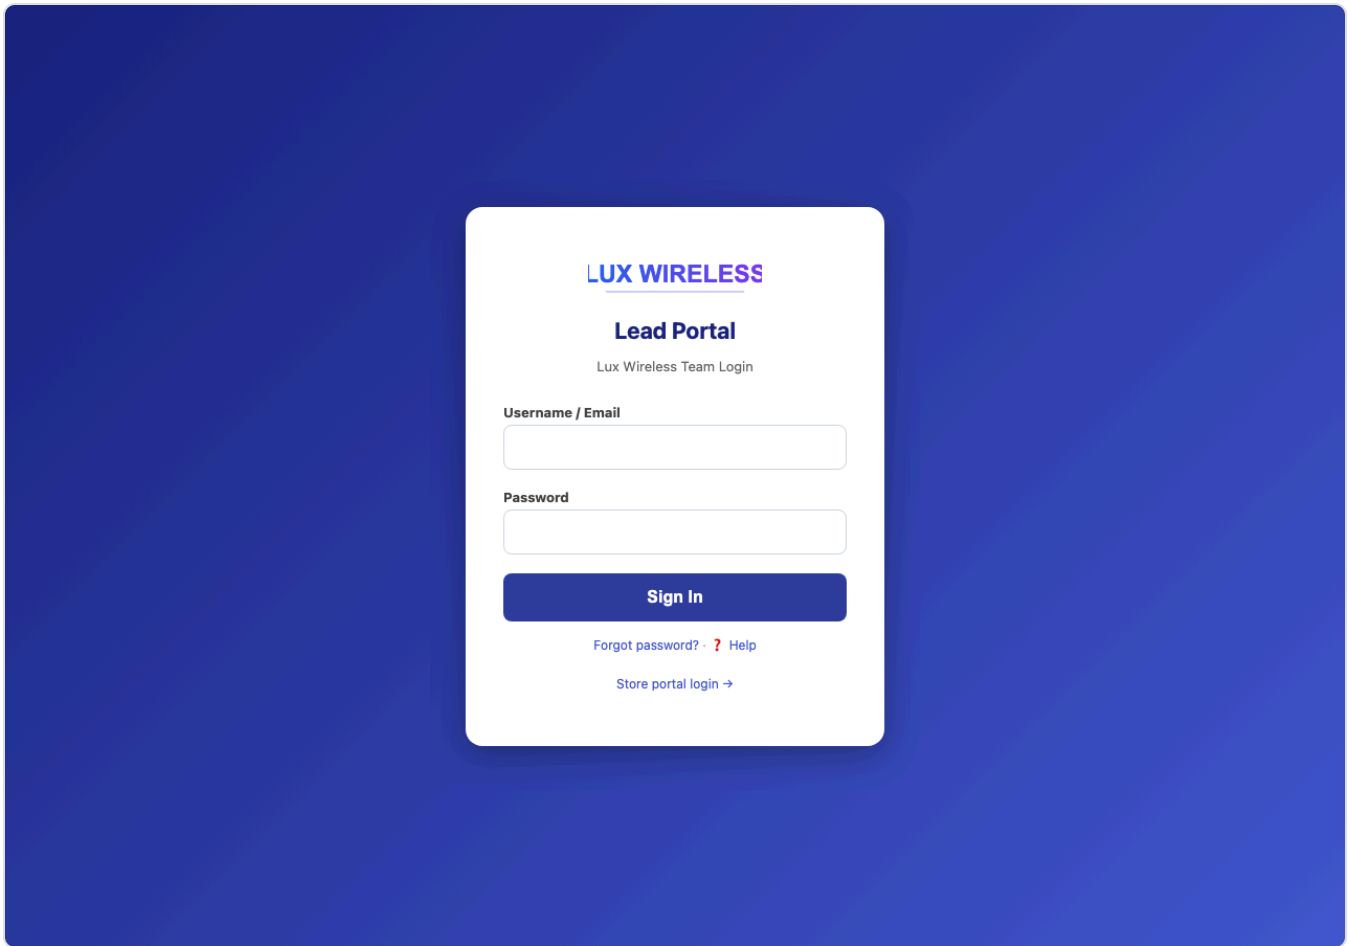 LUX WIRELESS
Lead Portal
Lux Wireless Team Login
Username / Email
Password
Sign In
Forgot password? · ❓ Help
Store portal login →